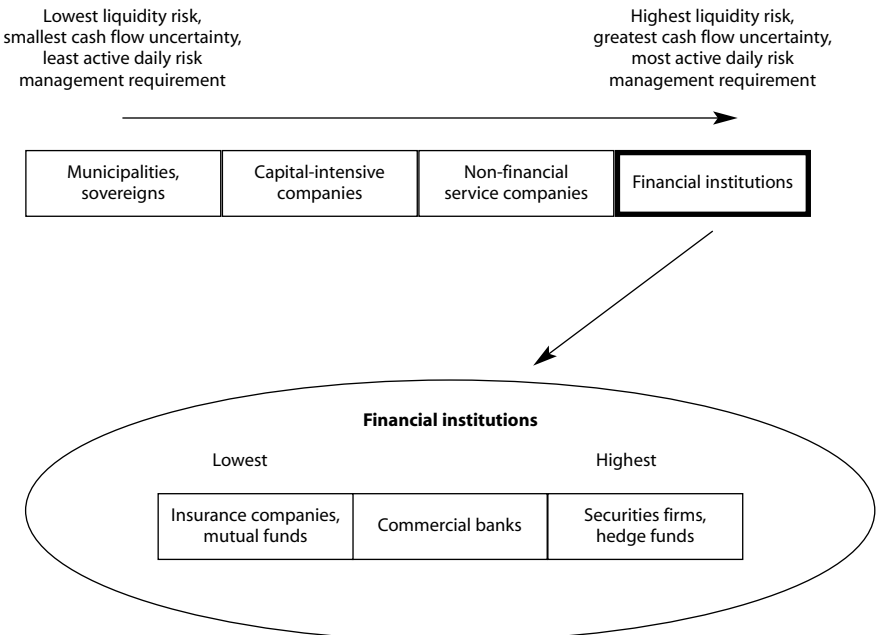 Lowest liquidity risk,
smallest cash flow uncertainty,
least active daily risk
management requirement
Highest liquidity risk,
greatest cash flow uncertainty,
most active daily risk
management requirement
Municipalities,
sovereigns
Capital-intensive
companies
Non-financial
service companies
Financial institutions
Financial institutions
Lowest
Highest
Insurance companies,
mutual funds
Commercial banks
Securities firms,
hedge funds